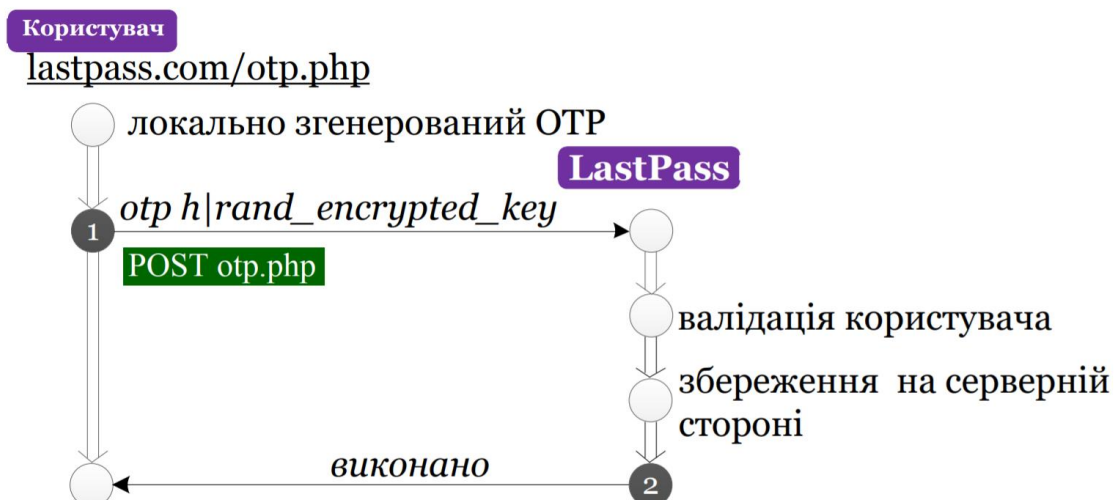 Користувач
lastpass.com/otp.php
локально згенерований OTP
LastPass
otp h|rand_encrypted_key
1
POST otp.php
валідація користувача
збереження на серверній
стороні
виконано
2